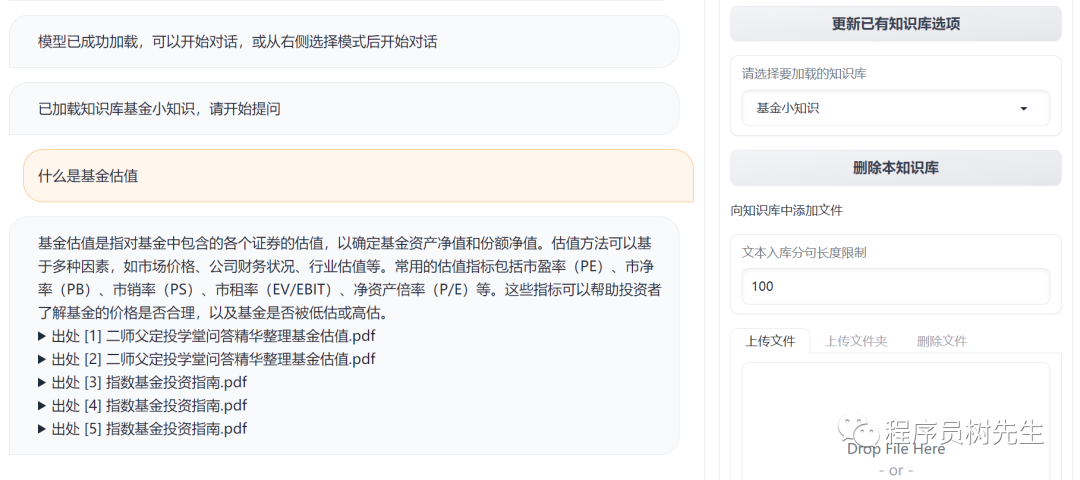 模型已成功加载，可以开始对话，或从右侧选择模式后开始对话
已加载知识库基金小知识，请开始提问
什么是基金估值
基金估值是指对基金中包含的各个证券的估值，以确定基金资产净值和份额净值。估值方法可以基
于多种因素，如市场价格、公司财务状况、行业估值等。常用的估值指标包括市盈率（PE）、市净
率（PB）、市销率（PS）、市租率（EV/EBIT）、净资产倍率（P/E）等。这些指标可以帮助投资者
了解基金的价格是否合理，以及基金是否被低估或高估。
▶ 出处 [1] 二师父定投学堂问答精华整理基金估值.pdf
▶ 出处 [2] 二师父定投学堂问答精华整理基金估值.pdf
▶ 出处 [3] 指数基金投资指南.pdf
▶ 出处 [4] 指数基金投资指南.pdf
▶ 出处 [5] 指数基金投资指南.pdf
更新已有知识库选项
请选择要加载的知识库
基金小知识
删除本知识库
向知识库中添加文件
文本入库分句长度限制
100
上传文件 上传文件夹 删除文件
程序员树先生
Drop File Here
- or -